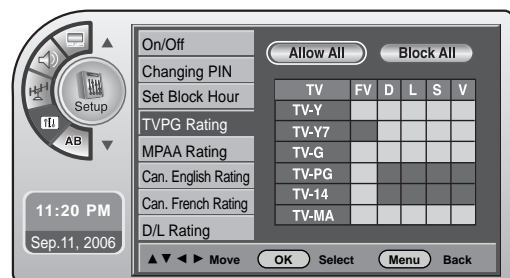 Setup
AB
11:20 PM
Sep.11, 2006
On/Off
Changing PIN
Set Block Hour
TVPG Rating
MPAA Rating
Can. English Rating
Can. French Rating
D/L Rating
Allow All Block All
TV FV D L S V
TV-Y
TV-Y7
TV-G
TV-PG
TV-14
TV-MA
▲ ▼ ◄ ► Move OK Select Menu Back